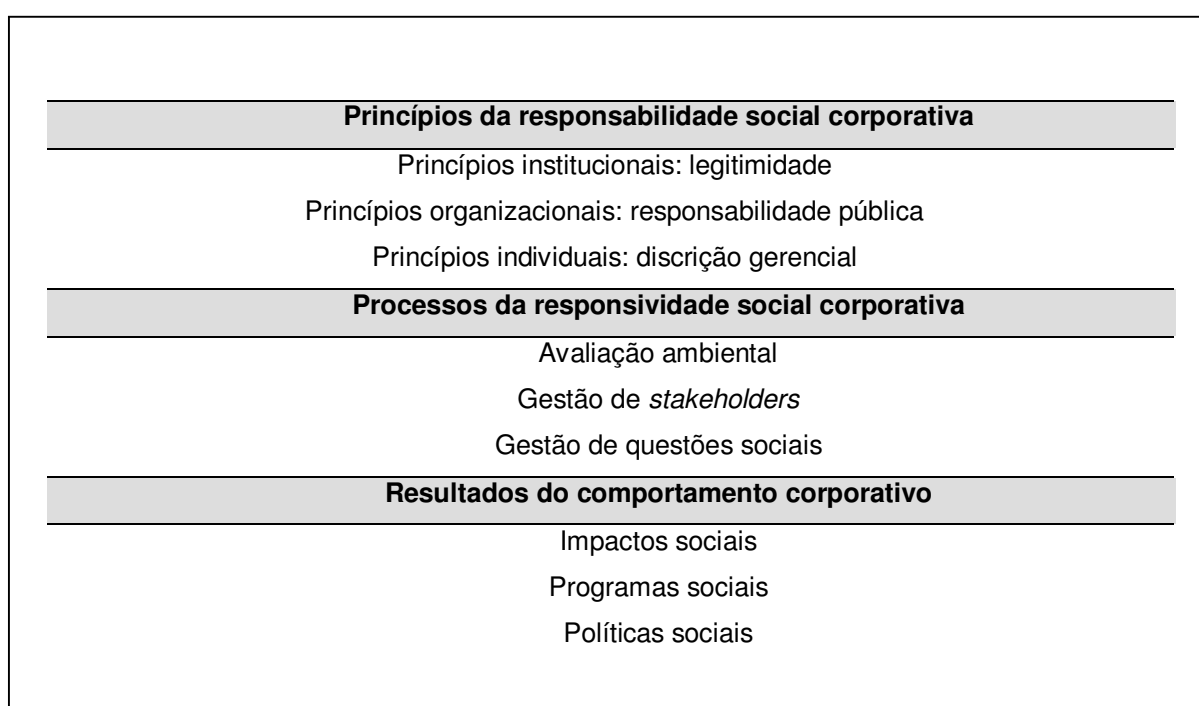 Princípios da responsabilidade social corporativa
Princípios institucionais: legitimidade
Princípios organizacionais: responsabilidade pública
Princípios individuais: discrição gerencial
Processos da responsividade social corporativa
Avaliação ambiental
Gestão de stakeholders
Gestão de questões sociais
Resultados do comportamento corporativo
Impactos sociais
Programas sociais
Políticas sociais